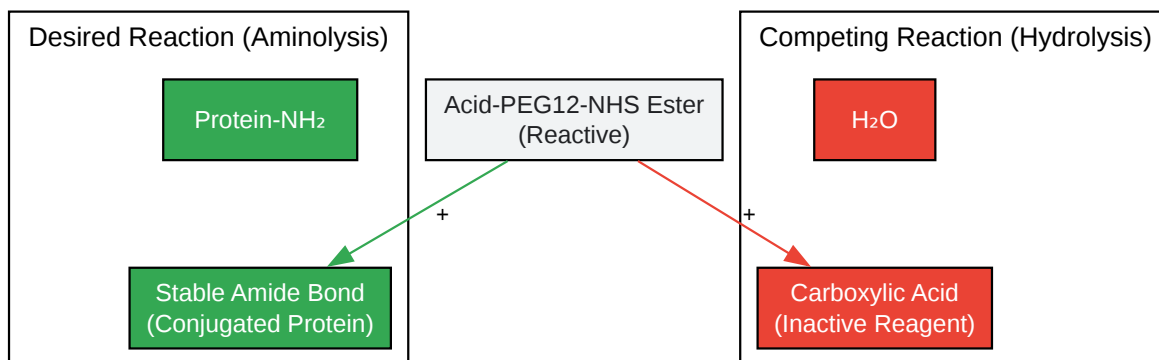 Desired Reaction (Aminolysis)
Competing Reaction (Hydrolysis)
Protein-NH₂
Acid-PEG12-NHS Ester
(Reactive)
H₂O
+
+
Stable Amide Bond
(Conjugated Protein)
Carboxylic Acid
(Inactive Reagent)